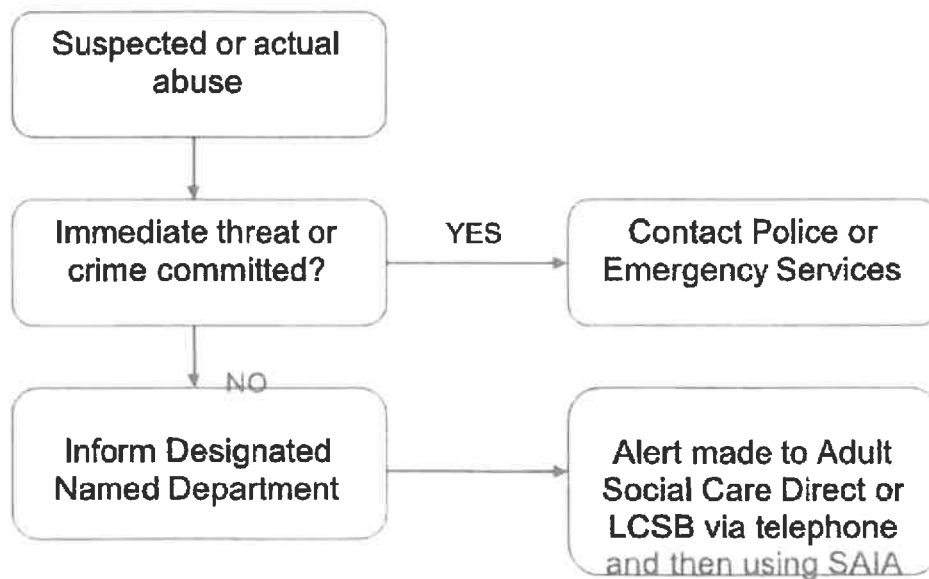 Suspected or actual
abuse
Immediate threat or
crime committed?
YES
Contact Police or
Emergency Services
NO
Inform Designated
Named Department
Alert made to Adult
Social Care Direct or
LCSB via telephone
and then using SAIA